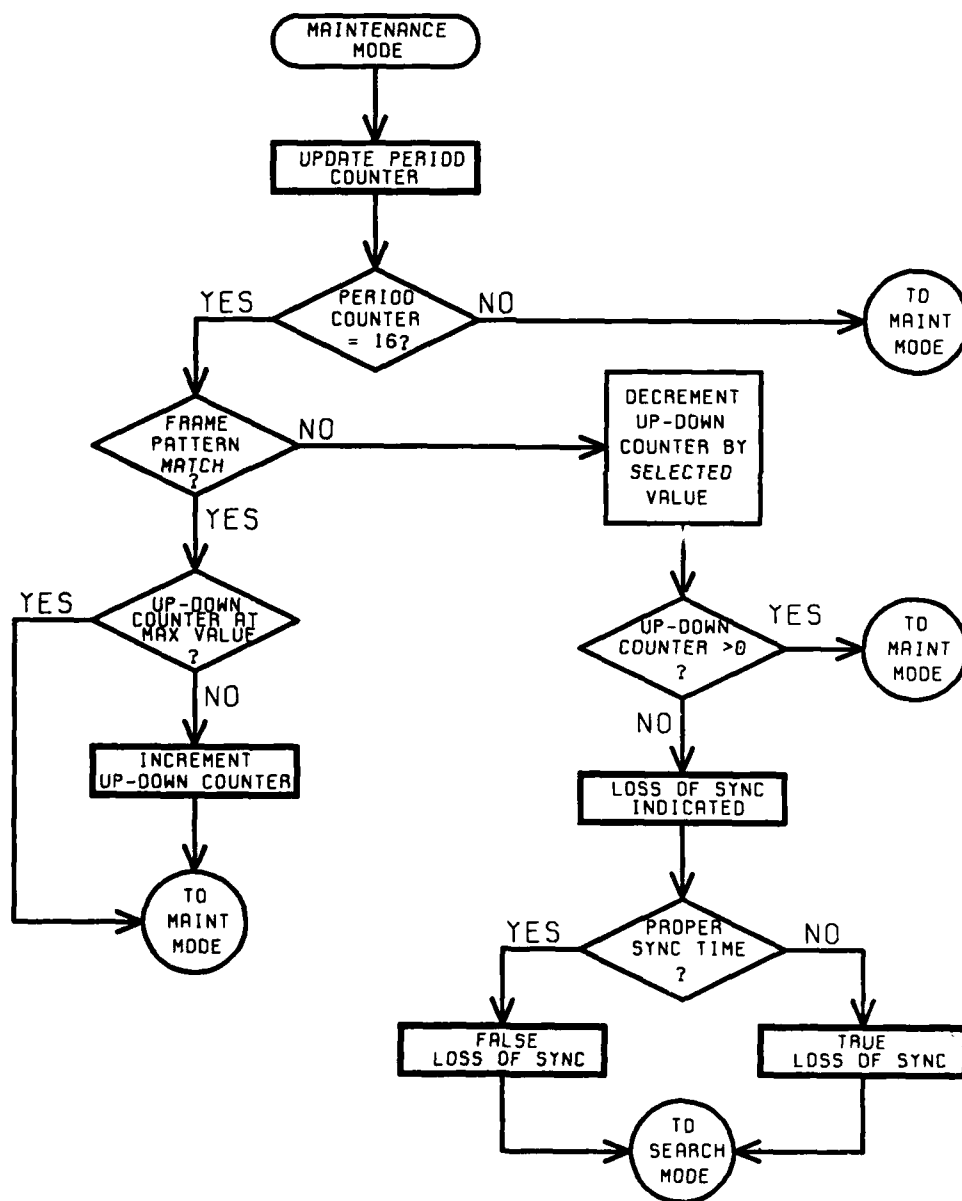 MAINTENANCE
MODE
UPDATE PERIOD
COUNTER
YES
PERIOD
COUNTER
= 16?
NO
TO
MAINT
MODE
FRAME
PATTERN
MATCH
?
NO
DECREMENT
UP-DOWN
COUNTER BY
SELECTED
VALUE
YES
YES
UP-DOWN
COUNTER AT
MAX VALUE
?
NO
UP-DOWN
COUNTER >0
?
YES
TO
MAINT
MODE
NO
INCREMENT
UP-DOWN COUNTER
LOSS OF SYNC
INDICATED
TO
MAINT
MODE
YES
PROPER
SYNC TIME
?
NO
FALSE
LOSS OF SYNC
TRUE
LOSS OF SYNC
TO
SEARCH
MODE